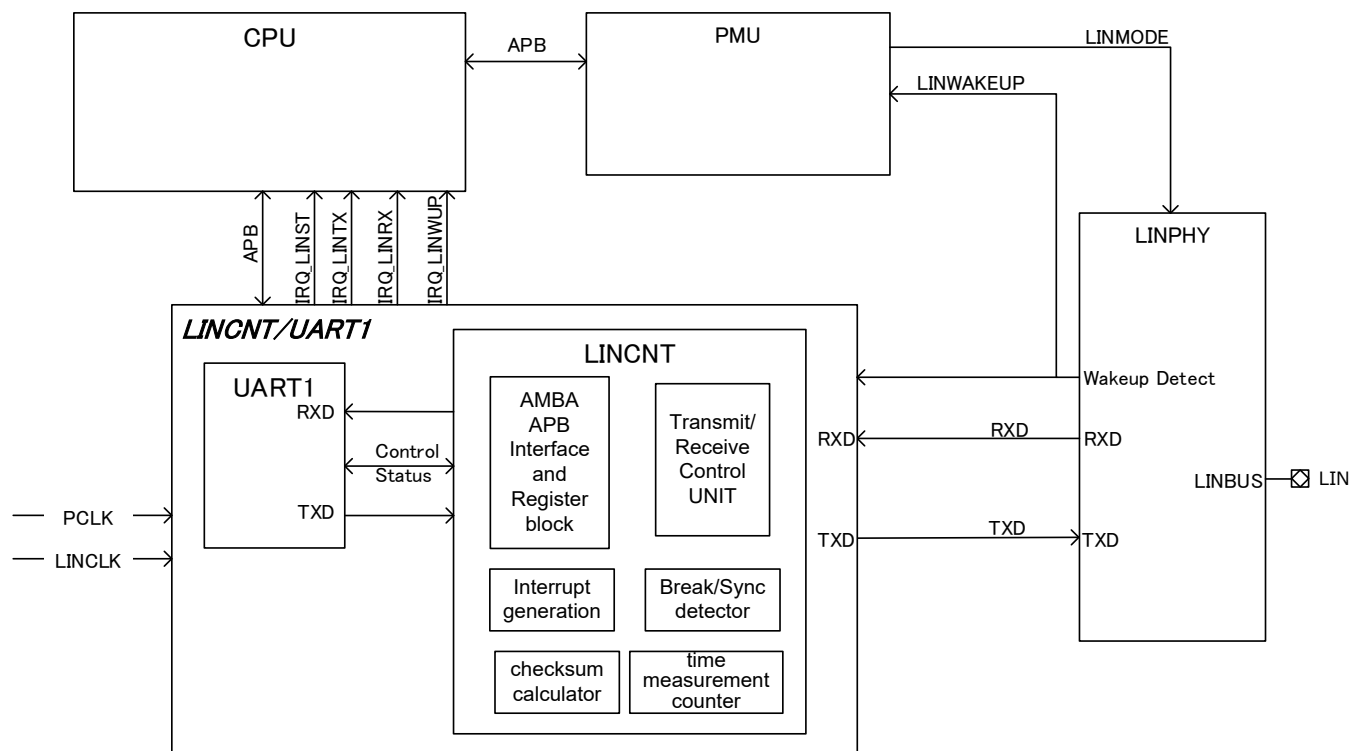 CPU
APB
PMU
LINMODE
LINWAKEUP
APB
IRQ_LINST
IRQ_LINTX
IRQ_LINRX
IRQ_LINWUP
LINPHY
Wakeup Detect
RXD
LINBUS
TXD
LIN
RXD
TXD
LINCNT/UART1
RXD
TXD
UART1
RXD
TXD
Control
Status
LINCNT
AMBA
APB
Interface
and
Register
block
Transmit/
Receive
Control
UNIT
Interrupt
generation
Break/Sync
detector
checksum
calculator
time
measurement
counter
PCLK
LINCLK